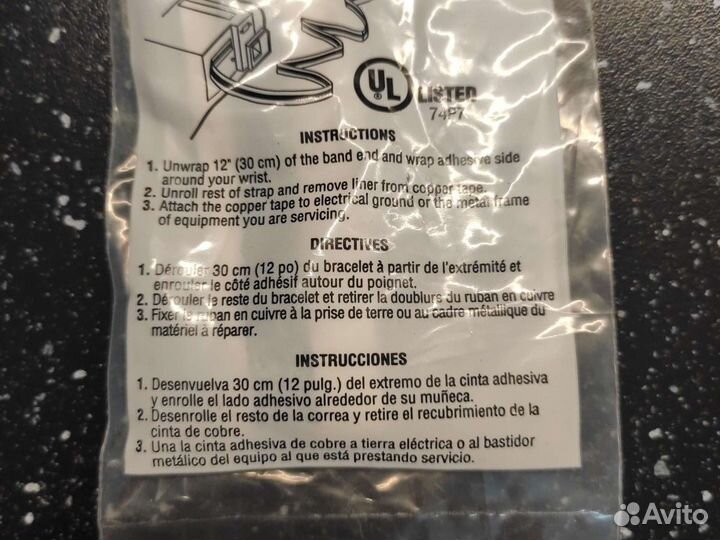 UL
®
LISTED
74P7
INSTRUCTIONS
1. Unwrap 12" (30 cm) of the band end and wrap adhesive side
around your wrist.
2. Unroll rest of strap and remove liner from copper tape.
3. Attach the copper tape to electrical ground or the metal frame
of equipment you are servicing.
DIRECTIVES
1. Dérouler 30 cm (12 po) du bracelet à partir de l'extrémité et
enrouler le côté adhésif autour du poignet.
2. Dérouler le reste du bracelet et retirer la doublurs du ruban en cuivre
3. Fixer le ruban en cuivre à la prise de terre ou au cadre métallique du
matériel à réparer.
INSTRUCCIONES
1. Desenvuelva 30 cm (12 pulg.) del extremo de la cinta adhesiva
y enrolle el lado adhesivo alrededor de su muñeca.
2. Desenrolle el resto de la correa y retire el recubrimiento de la
cinta de cobre.
3. Una la cinta adhesiva de cobre a tierra eléctrica o al bastidor
metálico del equipo al que está prestando servicio.
Avito